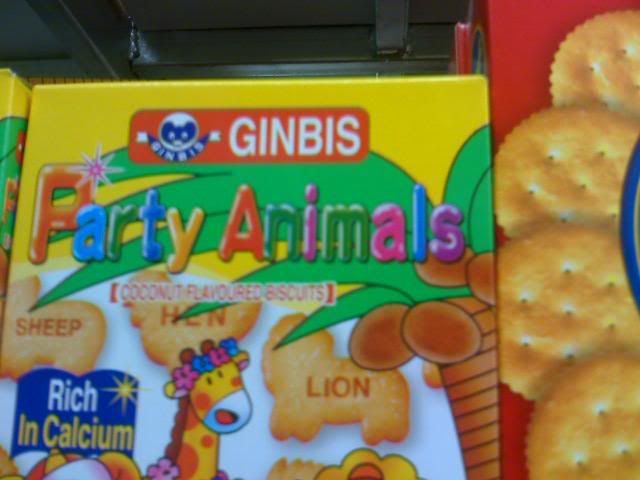 GINBIS
GINBIS
Party Animals
[COCONUT FLAVOURED BISCUITS]
HEN
SHEEP
LION
Rich
In Calcium